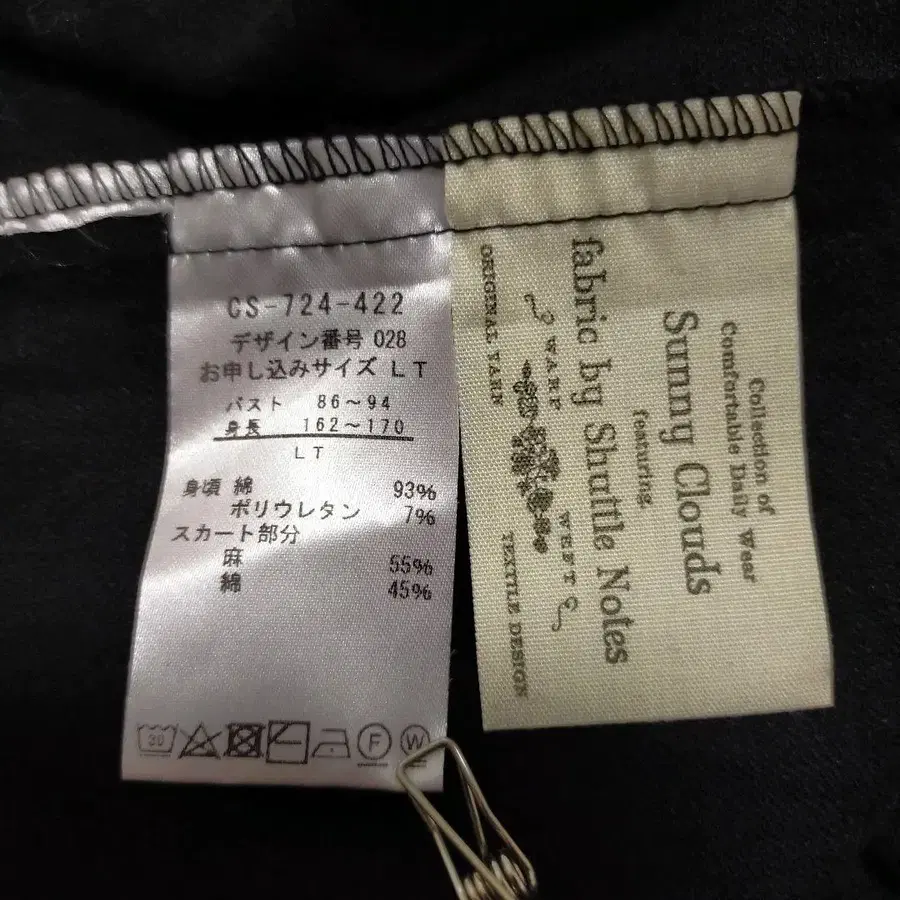 CS-724-422
デザイン番号 028
お申し込みサイズ LT
バスト 86～94
身長 162～170
LT
身頃 綿 93%
ポリウレタン 7%
スカート部分
麻 55%
綿 45%
30
F
W
Collection of
Comfortable Daily Wear
Sunny Clouds
featuring.
fabric by Shuttle Notes
WARP
WEFT
ORIGINAL YARN
TEXTILE DESIGN